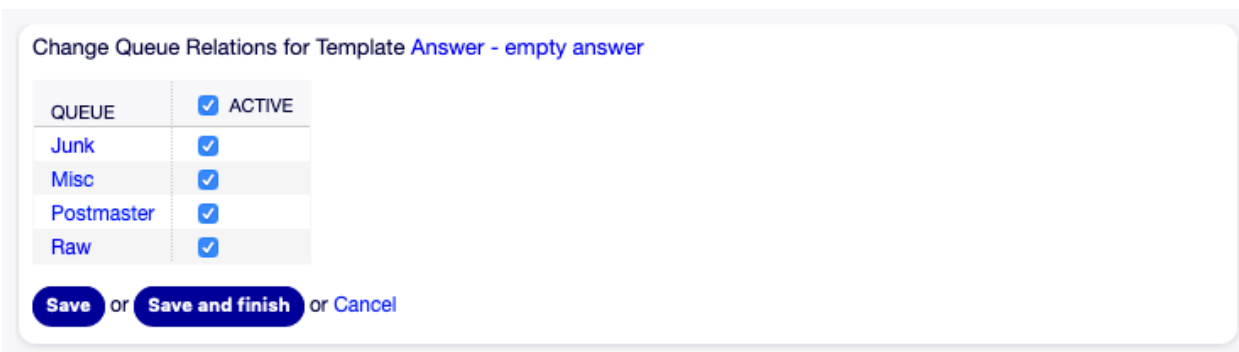 Change Queue Relations for Template Answer - empty answer
QUEUE ACTIVE
Junk
Misc
Postmaster
Raw
Save or Save and finish or Cancel